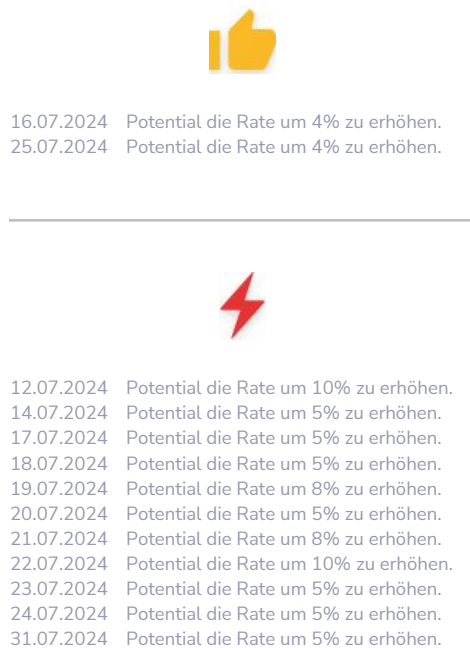 16.07.2024 Potential die Rate um 4% zu erhöhen.
25.07.2024 Potential die Rate um 4% zu erhöhen.
12.07.2024 Potential die Rate um 10% zu erhöhen.
14.07.2024 Potential die Rate um 5% zu erhöhen.
17.07.2024 Potential die Rate um 5% zu erhöhen.
18.07.2024 Potential die Rate um 5% zu erhöhen.
19.07.2024 Potential die Rate um 8% zu erhöhen.
20.07.2024 Potential die Rate um 5% zu erhöhen.
21.07.2024 Potential die Rate um 8% zu erhöhen.
22.07.2024 Potential die Rate um 10% zu erhöhen.
23.07.2024 Potential die Rate um 5% zu erhöhen.
24.07.2024 Potential die Rate um 5% zu erhöhen.
31.07.2024 Potential die Rate um 5% zu erhöhen.